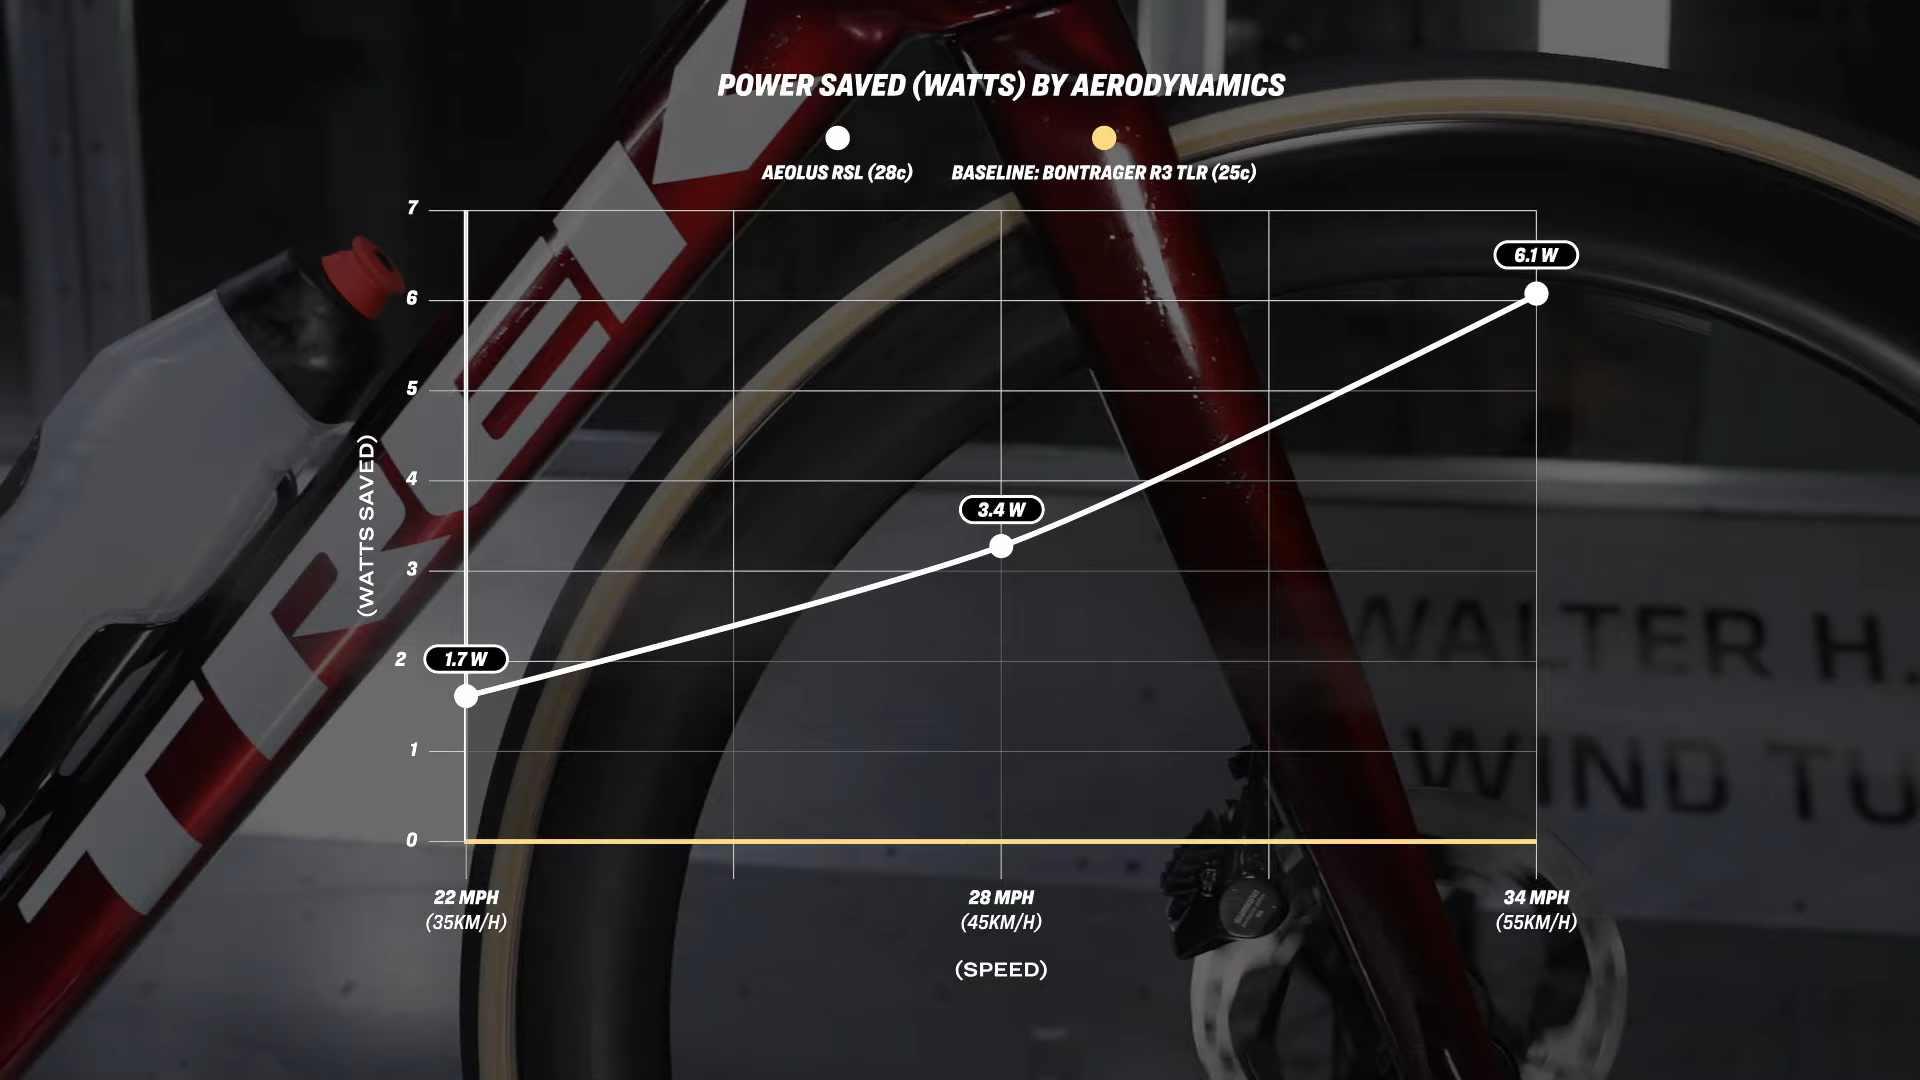 POWER SAVED (WATTS) BY AERODYNAMICS
AEOLUS RSL (28c)
BASELINE: BONTRAGER R3 TLR (25c)
7
6
5
4
3
2
1
0
(WATTS SAVED)
6.1 W
3.4 W
1.7 W
22 MPH
(35KM/H)
28 MPH
(45KM/H)
34 MPH
(55KM/H)
(SPEED)
TREK
WALTER H.
WIND TU